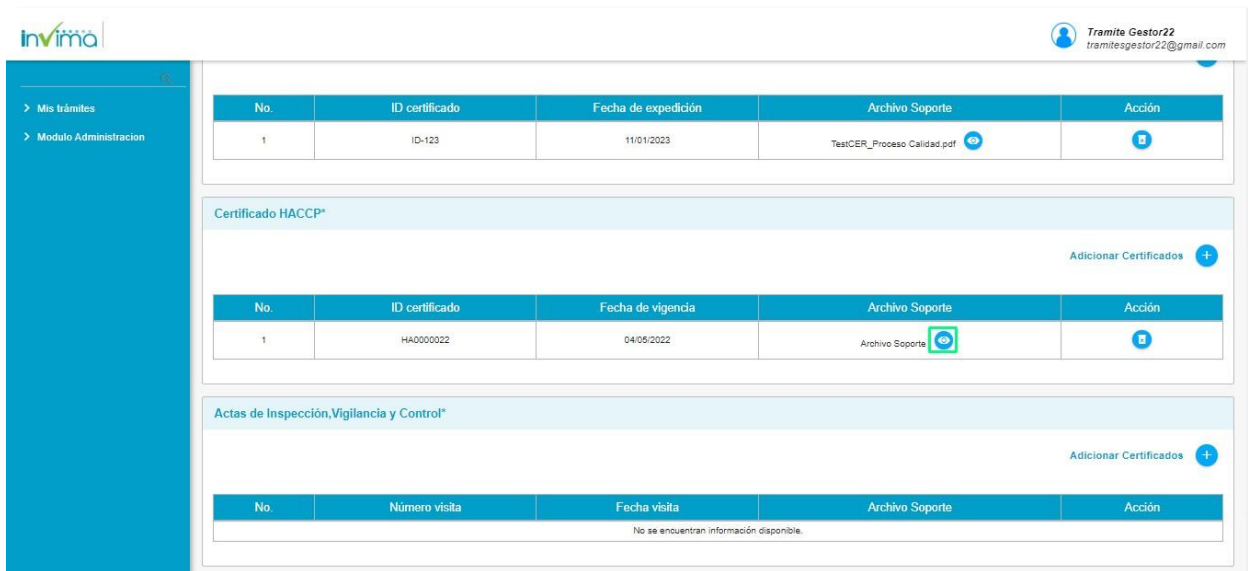 invima
Tramite Gestor22
tramitesgestor22@gmail.com
> Mis trámites
> Modulo Administracion
No. ID certificado Fecha de expedición Archivo Soporte Acción
1 ID-123 11/01/2023 TestCER_Proceso Calidad.pdf
Certificado HACCP*
Adicionar Certificados +
No. ID certificado Fecha de vigencia Archivo Soporte Acción
1 HA0000022 04/05/2022 Archivo Soporte
Actas de Inspección,Vigilancia y Control*
Adicionar Certificados +
No. Número visita Fecha visita Archivo Soporte Acción
No se encuentran información disponible.